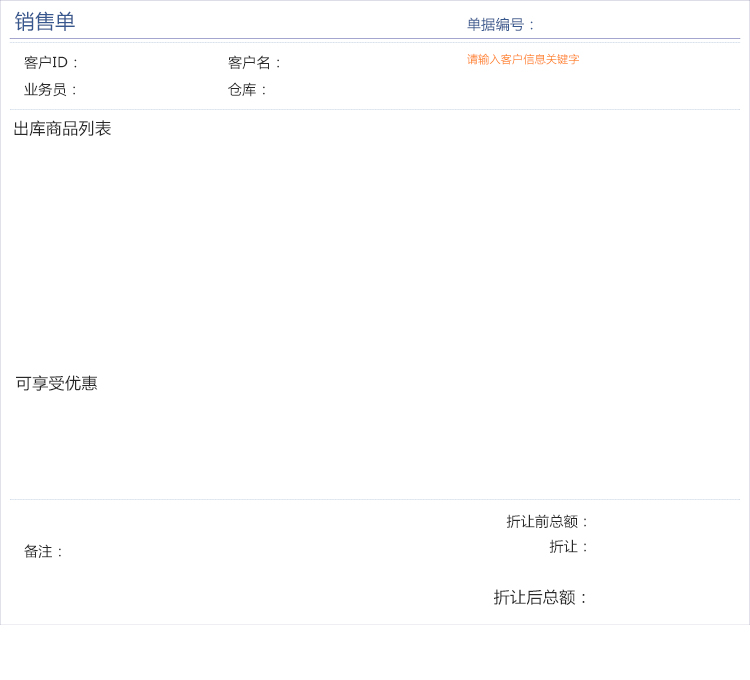 销售单
单据编号：
客户ID：
客户名：
请输入客户信息关键字
业务员：
仓库：
出库商品列表
可享受优惠
折让前总额：
折让：
备注：
折让后总额：